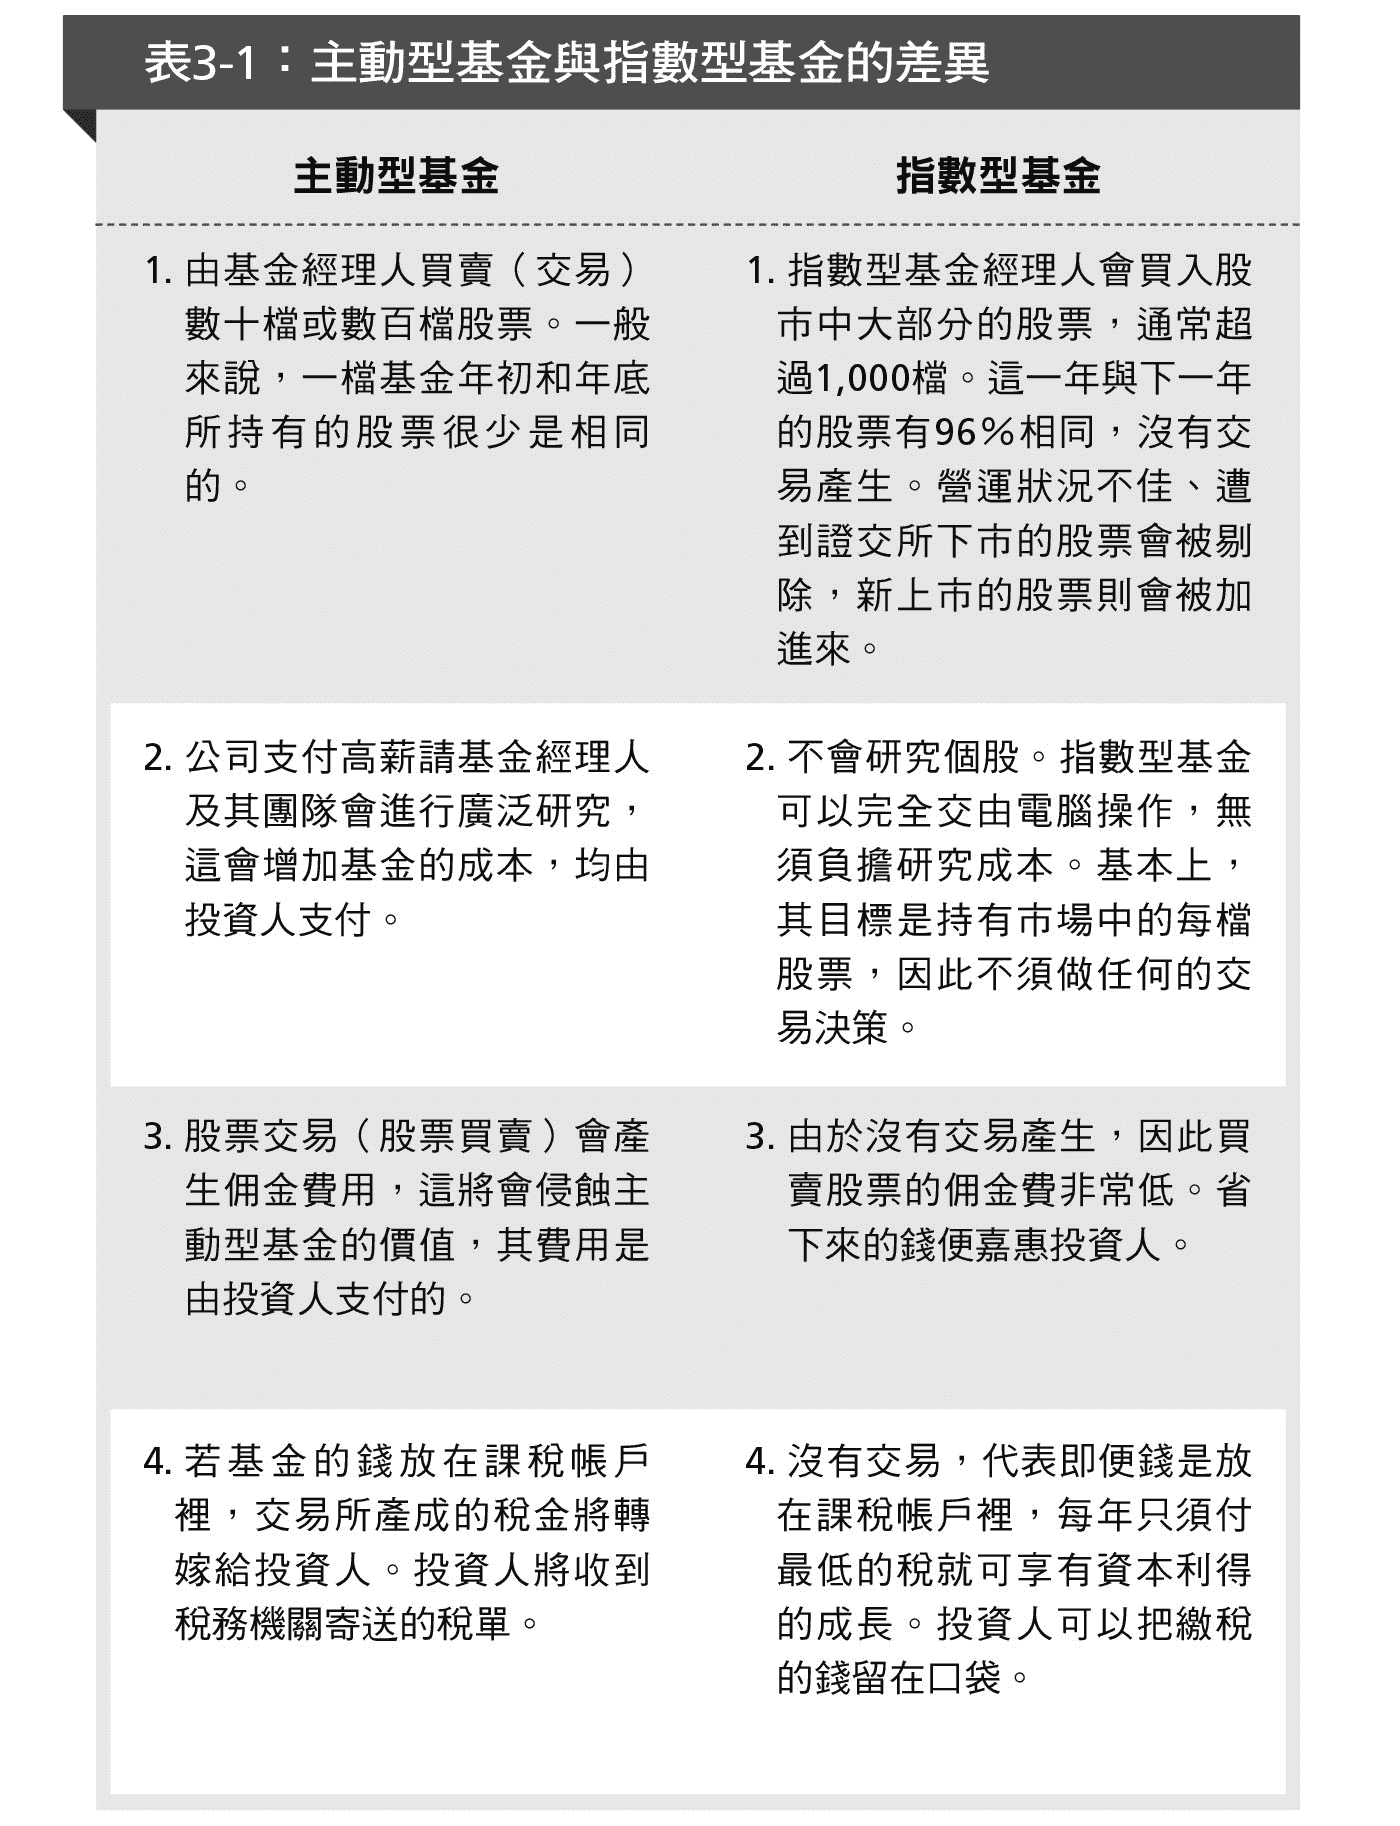 表3-1：主動型基金與指數型基金的差異
主動型基金
指數型基金
1. 由基金經理人買賣（交易）
數十檔或數百檔股票。一般
來說，一檔基金年初和年底
所持有的股票很少是相同
的。
1. 指數型基金經理人會買入股
市中大部分的股票，通常超
過1,000檔。這一年與下一年
的股票有96%相同，沒有交
易產生。營運狀況不佳、遭
到證交所下市的股票會被剔
除，新上市的股票則會被加
進來。
2. 公司支付高薪請基金經理人
及其團隊會進行廣泛研究，
這會增加基金的成本，均由
投資人支付。
2. 不會研究個股。指數型基金
可以完全交由電腦操作，無
須負擔研究成本。基本上，
其目標是持有市場中的每檔
股票，因此不須做任何的交
易決策。
3. 股票交易（股票買賣）會產
生佣金費用，這將會侵蝕主
動型基金的價值，其費用是
由投資人支付的。
3. 由於沒有交易產生，因此買
賣股票的佣金費非常低。省
下來的錢便嘉惠投資人。
4. 若基金的錢放在課稅帳戶
裡，交易所產成的稅金將轉
嫁給投資人。投資人將收到
稅務機關寄送的稅單。
4. 沒有交易，代表即便錢是放
在課稅帳戶裡，每年只須付
最低的稅就可享有資本利得
的成長。投資人可以把繳稅
的錢留在口袋。